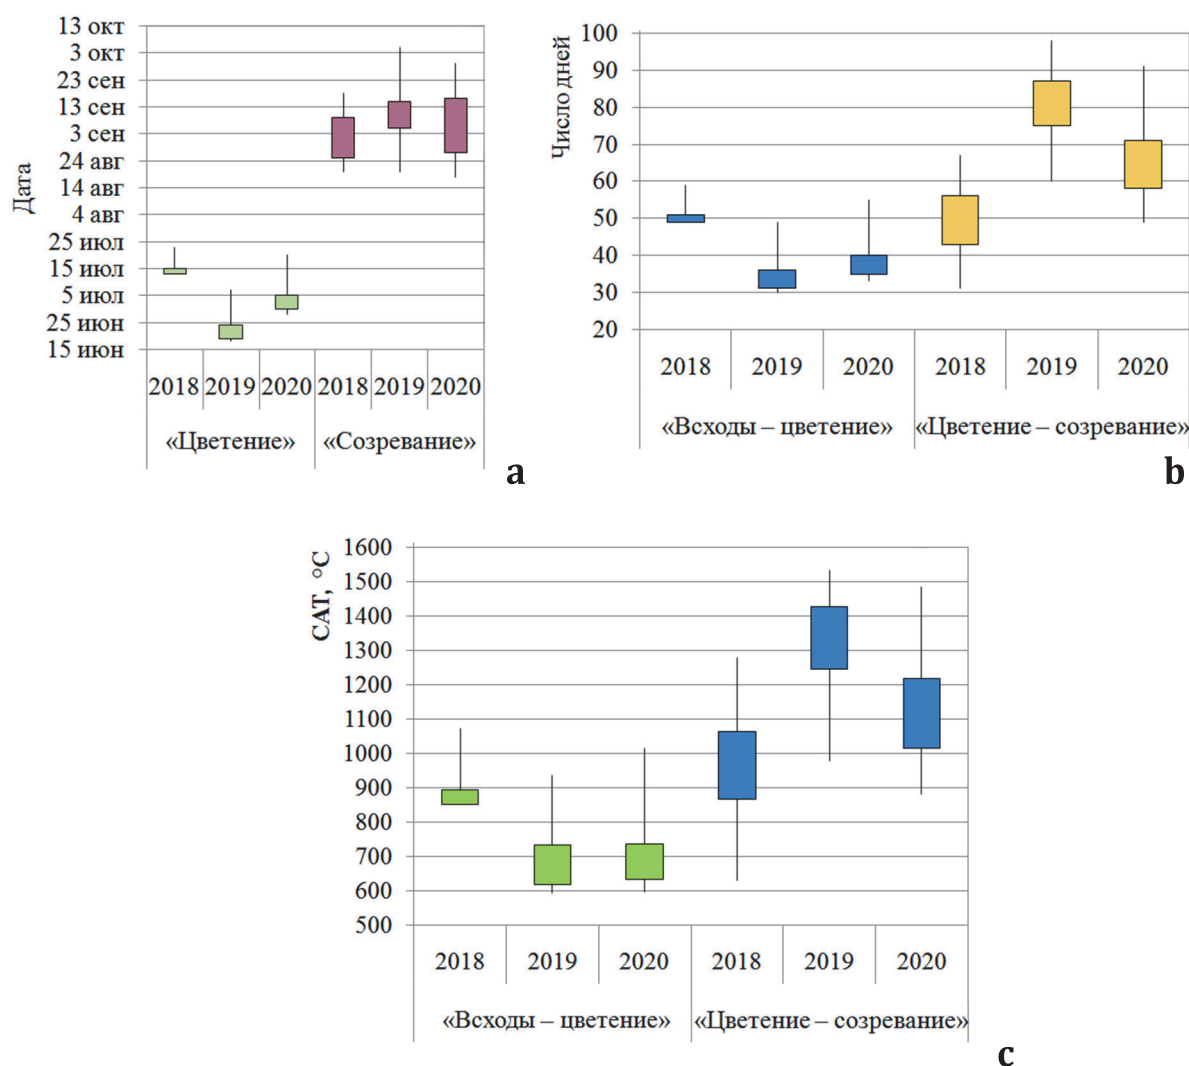 Дата
13 окт
3 окт
23 сен
13 сен
3 сен
24 авг
14 авг
4 авг
25 июл
15 июл
5 июл
25 июн
15 июн
2018 2019 2020 2018 2019 2020
«Цветение» «Созревание»
a
Число дней
100
90
80
70
60
50
40
30
20
2018 2019 2020 2018 2019 2020
«Всходы – цветение» «Цветение – созревание»
b
САТ, °С
1600
1500
1400
1300
1200
1100
1000
900
800
700
600
500
2018 2019 2020 2018 2019 2020
«Всходы – цветение» «Цветение – созревание»
c